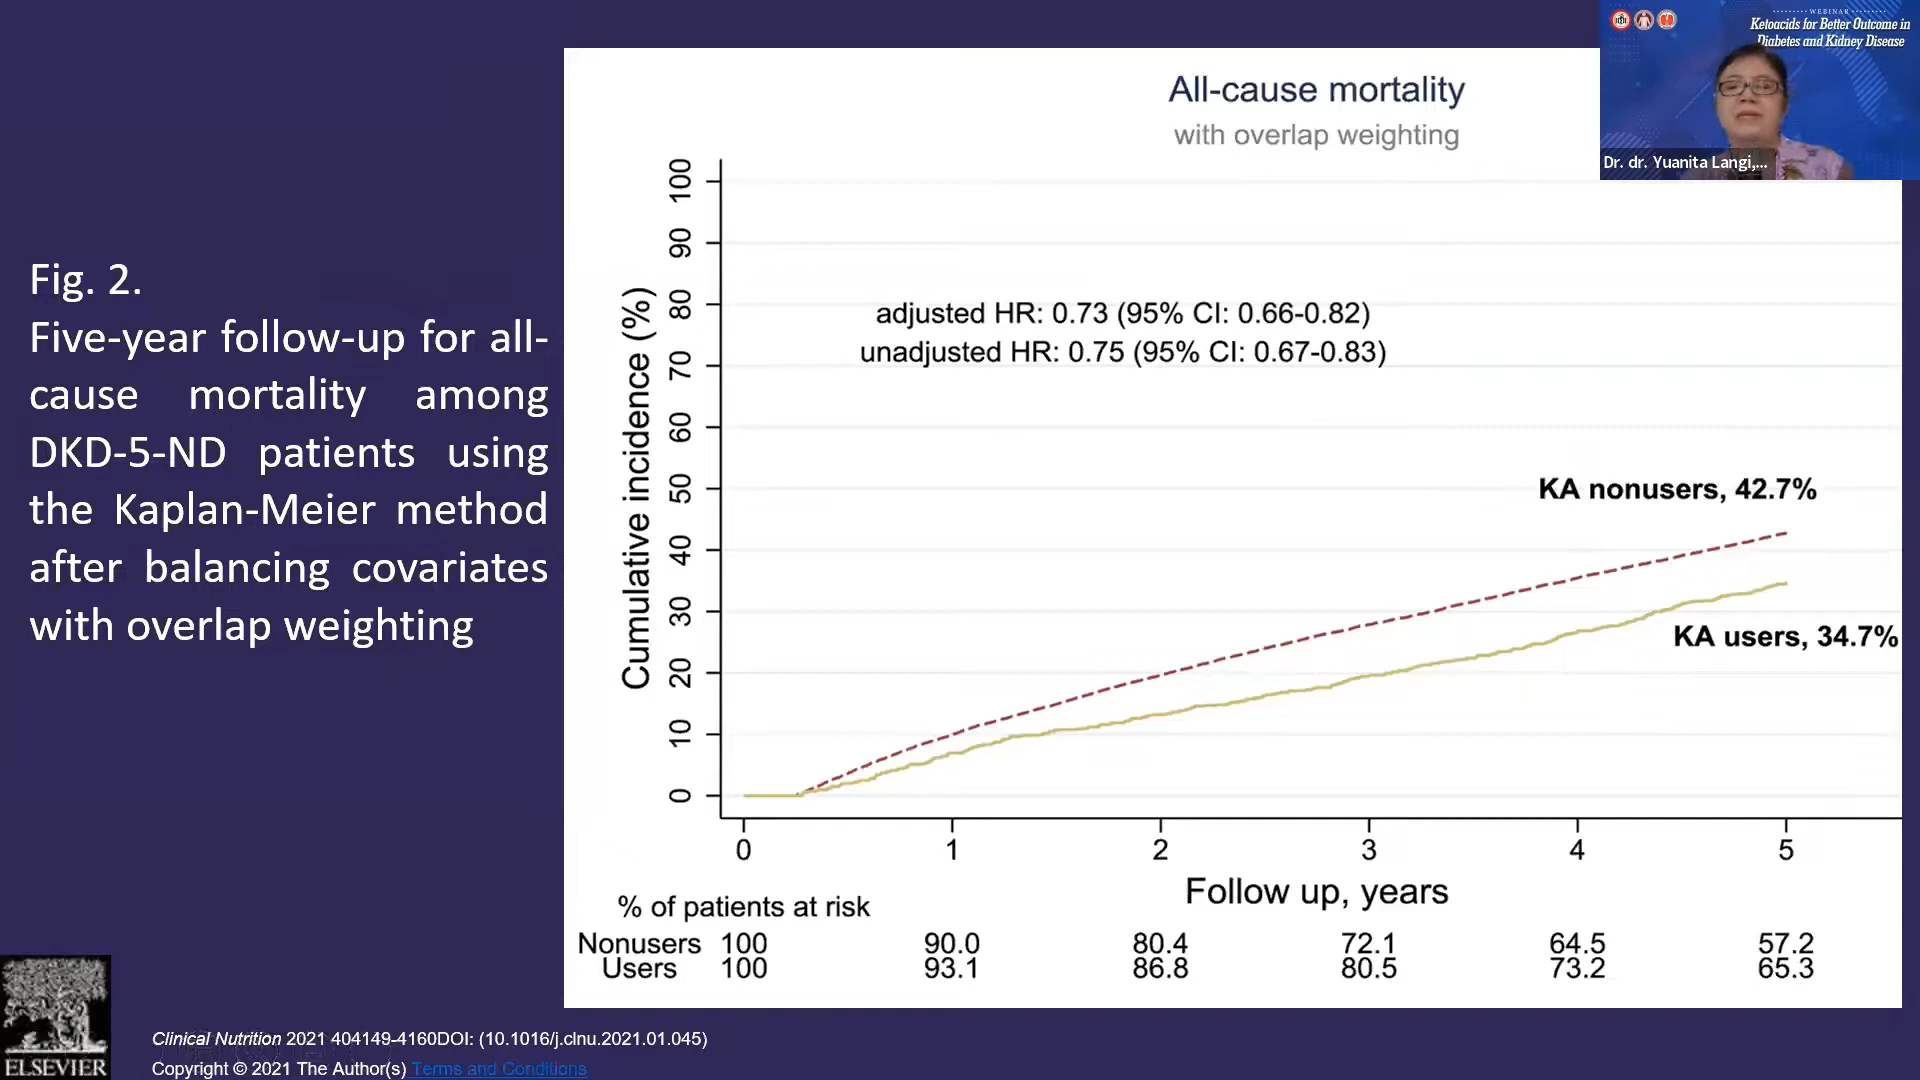 WEBINAR
Ketoacids for Better Outcome in
Diabetes and Kidney Disease
Dr. dr. Yuanita Langi,...
Fig. 2.
Five-year follow-up for all-
cause mortality among
DKD-5-ND patients using
the Kaplan-Meier method
after balancing covariates
with overlap weighting
All-cause mortality
with overlap weighting
Cumulative incidence (%)
100
90
80
70
60
50
40
30
20
10
0
adjusted HR: 0.73 (95% CI: 0.66-0.82)
unadjusted HR: 0.75 (95% CI: 0.67-0.83)
KA nonusers, 42.7%
KA users, 34.7%
0 1 2 3 4 5
Follow up, years
% of patients at risk
Nonusers 100 90.0 80.4 72.1 64.5 57.2
Users 100 93.1 86.8 80.5 73.2 65.3
ELSEVIER
Clinical Nutrition 2021 404149-4160DOI: (10.1016/j.clnu.2021.01.045)
Copyright © 2021 The Author(s) Terms and Conditions